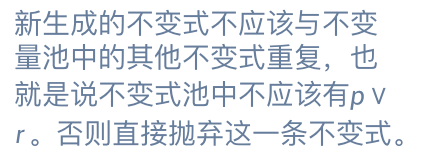 新生成的不变式不应该与不变
量池中的其他不变式重复，也
就是说不变式池中不应该有p ∨
r 。否则直接抛弃这一条不变式。